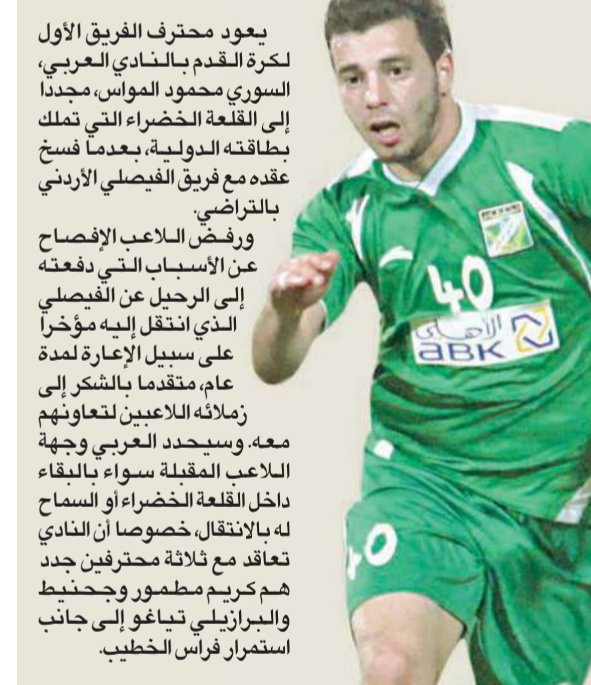 يعود محترف الفريق الأول
لكرة القدم بالنادي العربي،
السوري محمود المواس، مجددا
إلى القلعة الخضراء التي تملك
بطاقته الدولية، بعدما فسخ
عقده مع فريق الفيصلي الأردني
بالتراضي.
ورفض اللاعب الإفصاح
عن الأسباب التي دفعته
إلى الرحيل عن الفيصلي
الذي انتقل إليه مؤخرا
على سبيل الإعارة لمدة
عام، متقدما بالشكر إلى
زملائه اللاعبين لتعاونهم
معه. وسيحدد العربي وجهة
اللاعب المقبلة سواء بالبقاء
داخل القلعة الخضراء أو السماح
له بالانتقال، خصوصا أن النادي
تعاقد مع ثلاثة محترفين جدد
هم كريم مطمور وجحنيط
والبرازيلي تياغو إلى جانب
استمرار فراس الخطيب.
40
الأهلي
ABK
40